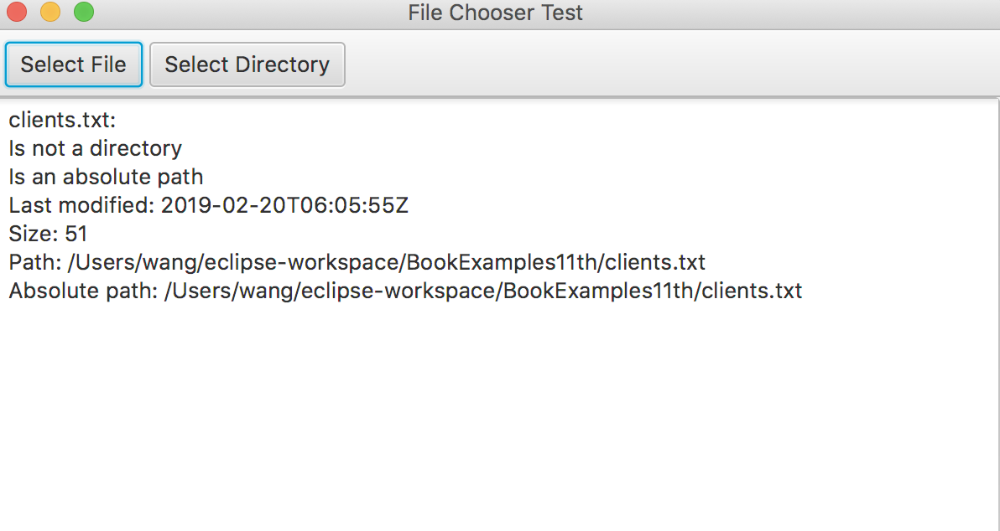 File Chooser Test
Select File
Select Directory
clients.txt:
Is not a directory
Is an absolute path
Last modified: 2019-02-20T06:05:55Z
Size: 51
Path: /Users/wang/eclipse-workspace/BookExamples11th/clients.txt
Absolute path: /Users/wang/eclipse-workspace/BookExamples11th/clients.txt